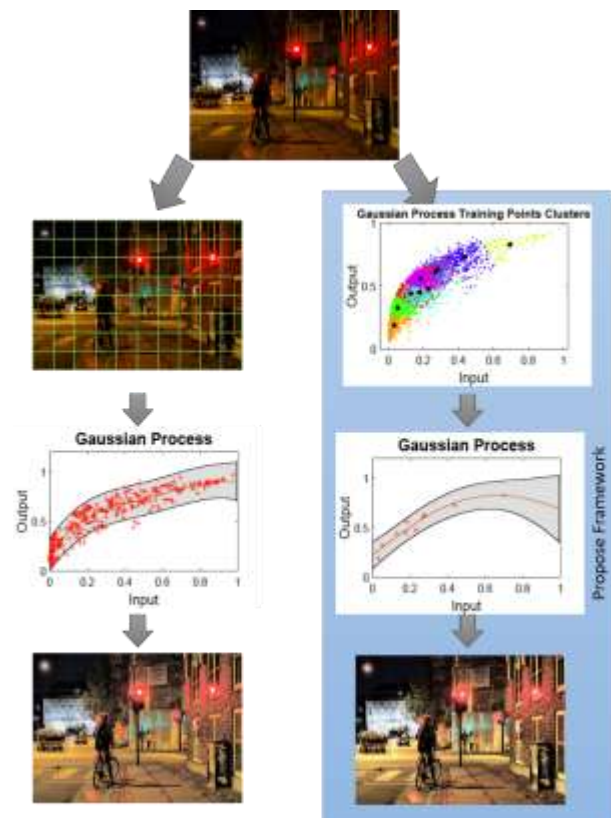 Gaussian Process Training Points Clusters
1
0.5
0
Output
0 0.2 0.4 0.6 0.8 1
Input
Gaussian Process
1
0.5
0
Output
0 0.2 0.4 0.6 0.8 1
Input
Gaussian Process
1
0.5
0
Output
0 0.2 0.4 0.6 0.8 1
Input
Propose Framework